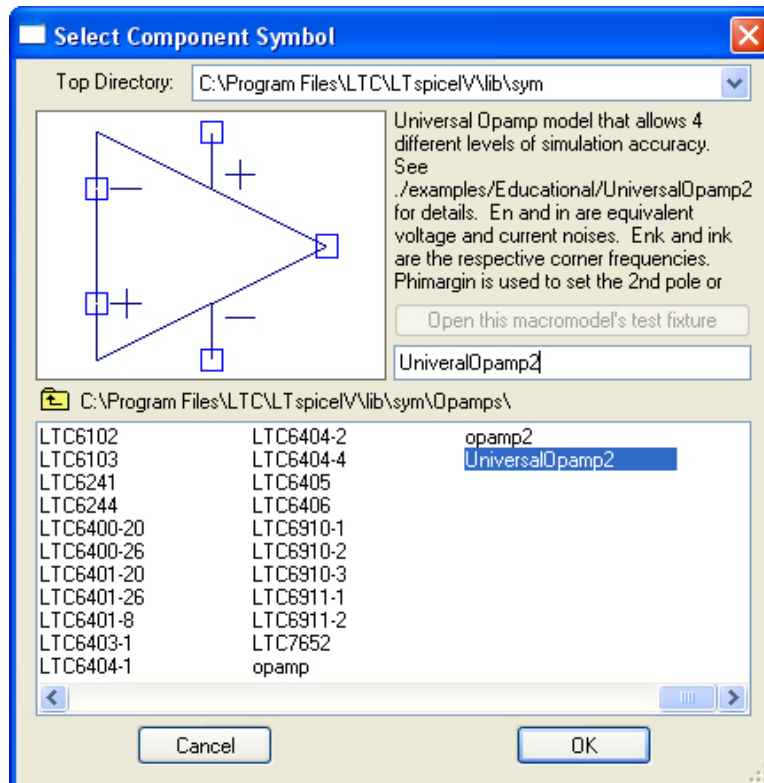 Select Component Symbol
Top Directory: C:\Program Files\LTC\LTspiceIV\lib\sym
Universal Opamp model that allows 4
different levels of simulation accuracy.
See
./examples/Educational/UniversalOpamp2
for details. En and in are equivalent
voltage and current noises. Enk and ink
are the respective corner frequencies.
Phimargin is used to set the 2nd pole or
Open this macromodel's test fixture
UniveralOpamp2
C:\Program Files\LTC\LTspiceIV\lib\sym\Opamps\
LTC6102 LTC6404-2 opamp2
LTC6103 LTC6404-4 UniversalOpamp2
LTC6241 LTC6405
LTC6244 LTC6406
LTC6400-20 LTC6910-1
LTC6400-26 LTC6910-2
LTC6401-20 LTC6910-3
LTC6401-26 LTC6911-1
LTC6401-8 LTC6911-2
LTC6403-1 LTC7652
LTC6404-1 opamp
Cancel OK